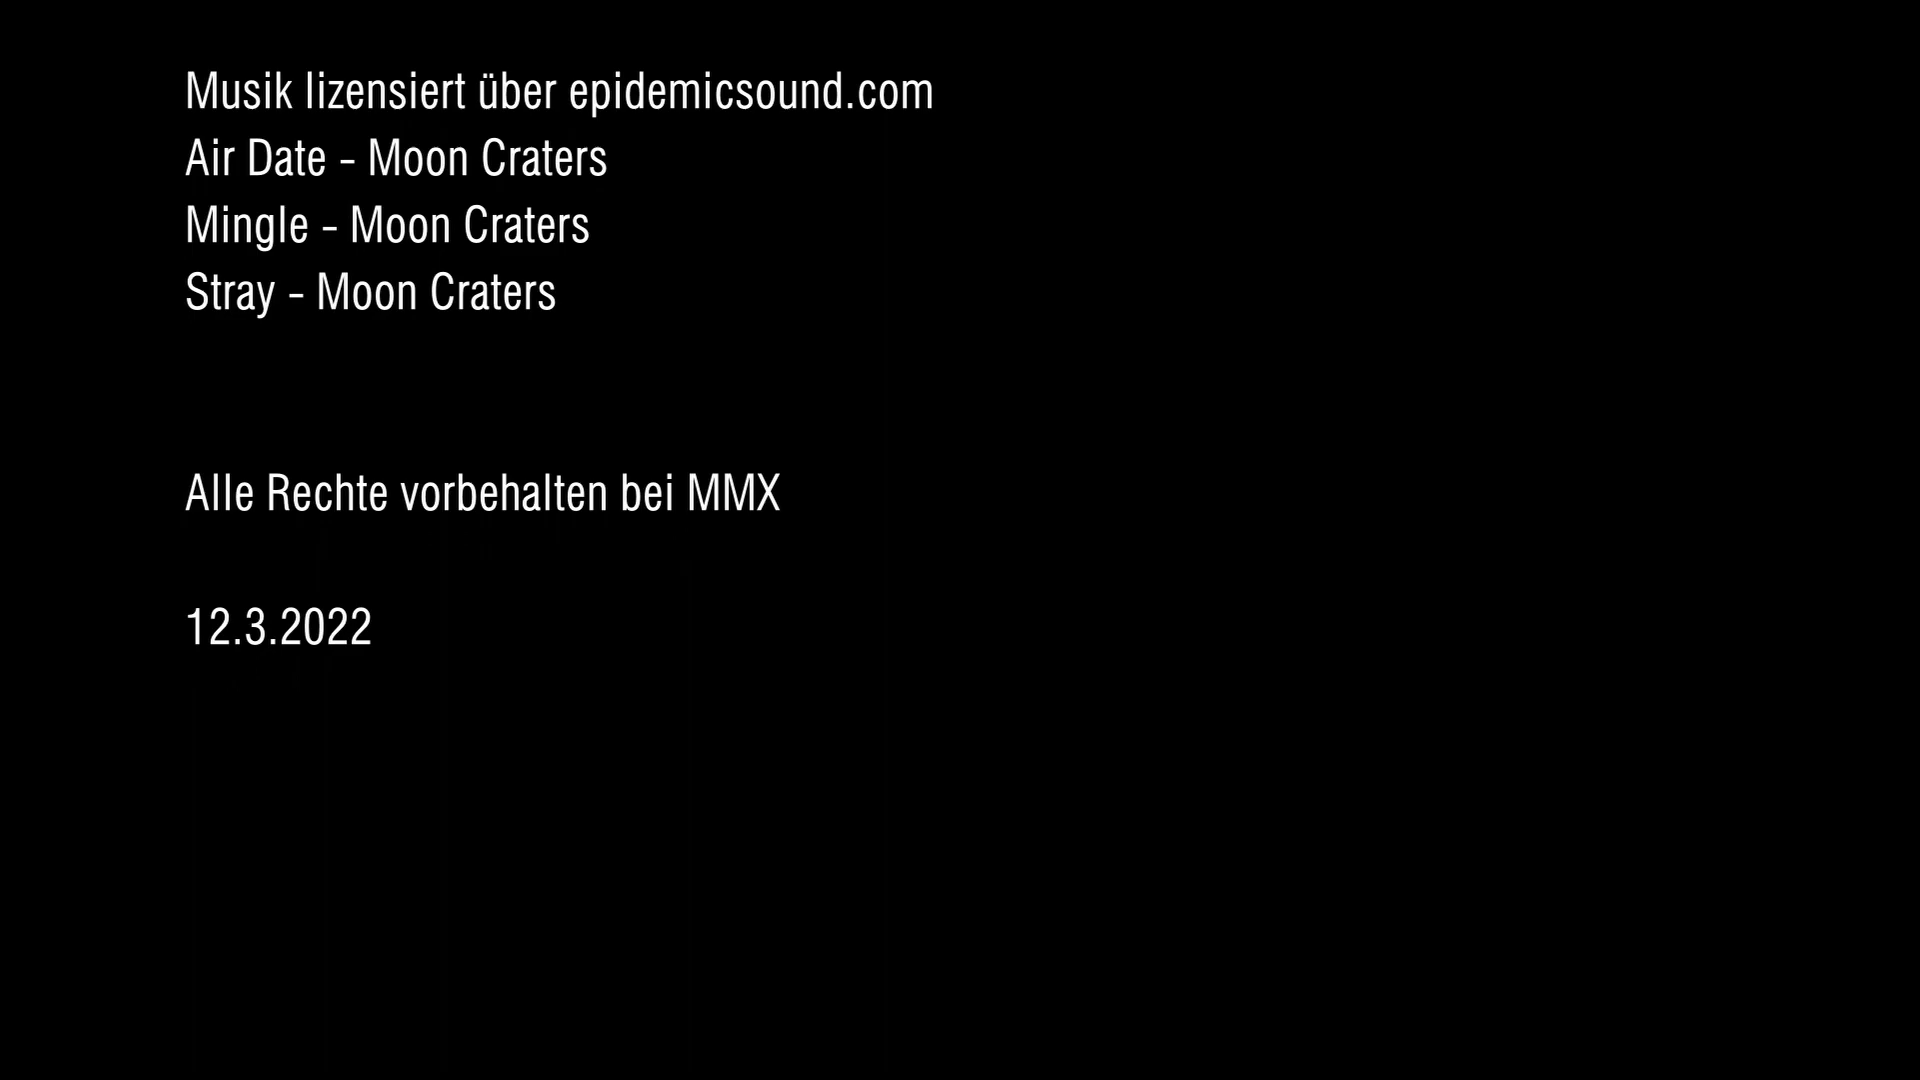 Musik lizensiert über epidemicsound.com
Air Date - Moon Craters
Mingle - Moon Craters
Stray - Moon Craters
Alle Rechte vorbehalten bei MMX
12.3.2022